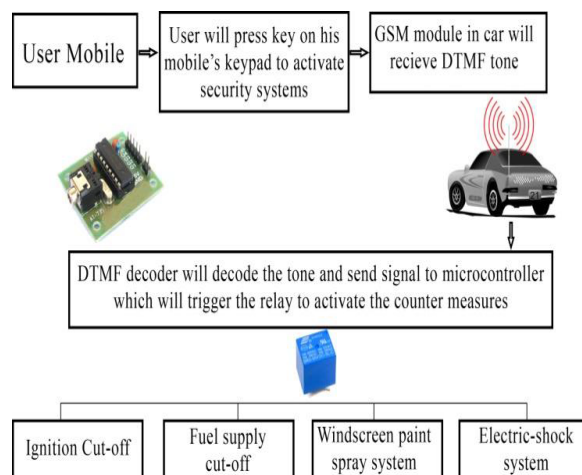 User Mobile
User will press key on his
mobile's keypad to activate
security systems
GSM module in car will
recieve DTMF tone
DTMF decoder will decode the tone and send signal to microcontroller
which will trigger the relay to activate the counter measures
Ignition Cut-off
Fuel supply
cut-off
Windscreen paint
spray system
Electric-shock
system